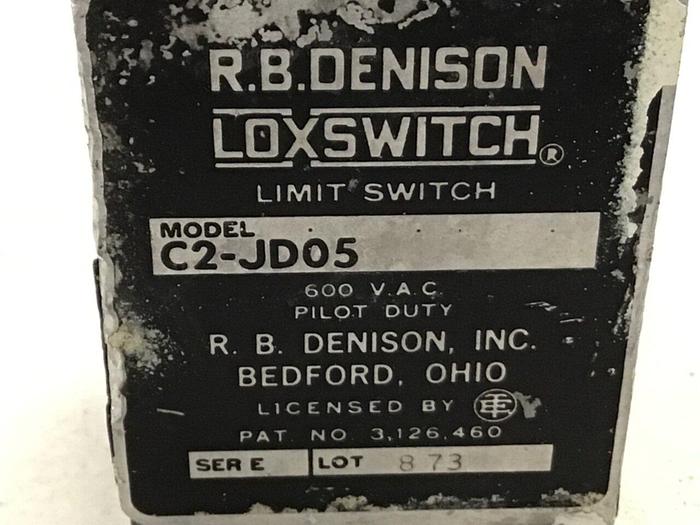 R.B.DENISON
LOXSWITCH®
LIMIT SWITCH
MODEL
C2-JD05
600 V.A.C.
PILOT DUTY
R. B. DENISON, INC.
BEDFORD, OHIO
LICENSED BY
PAT. NO. 3,126,460
SER E LOT 873